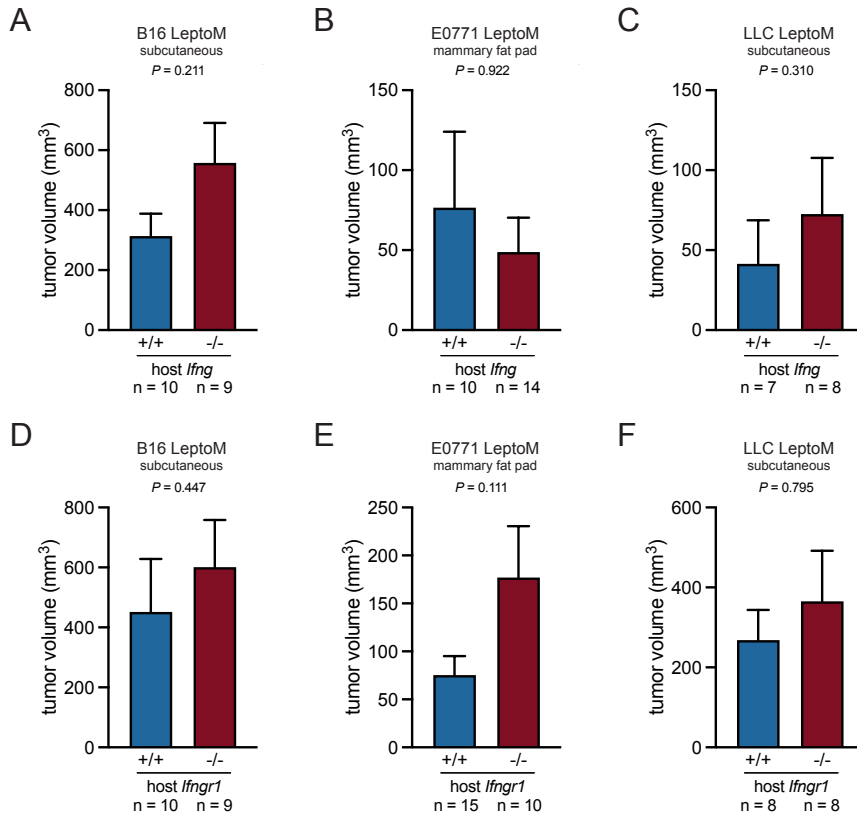 A
B16 LeptoM
subcutaneous
P = 0.211
tumor volume (mm³)
800
600
400
200
0
+/+ -/-
host Ifng
n = 10 n = 9
B
E0771 LeptoM
mammary fat pad
P = 0.922
tumor volume (mm³)
150
100
50
0
+/+ -/-
host Ifng
n = 10 n = 14
C
LLC LeptoM
subcutaneous
P = 0.310
tumor volume (mm³)
150
100
50
0
+/+ -/-
host Ifng
n = 7 n = 8
D
B16 LeptoM
subcutaneous
P = 0.447
tumor volume (mm³)
800
600
400
200
0
+/+ -/-
host Ifngr1
n = 10 n = 9
E
E0771 LeptoM
mammary fat pad
P = 0.111
tumor volume (mm³)
250
200
150
100
50
0
+/+ -/-
host Ifngr1
n = 15 n = 10
F
LLC LeptoM
subcutaneous
P = 0.795
tumor volume (mm³)
600
400
200
0
+/+ -/-
host Ifngr1
n = 8 n = 8